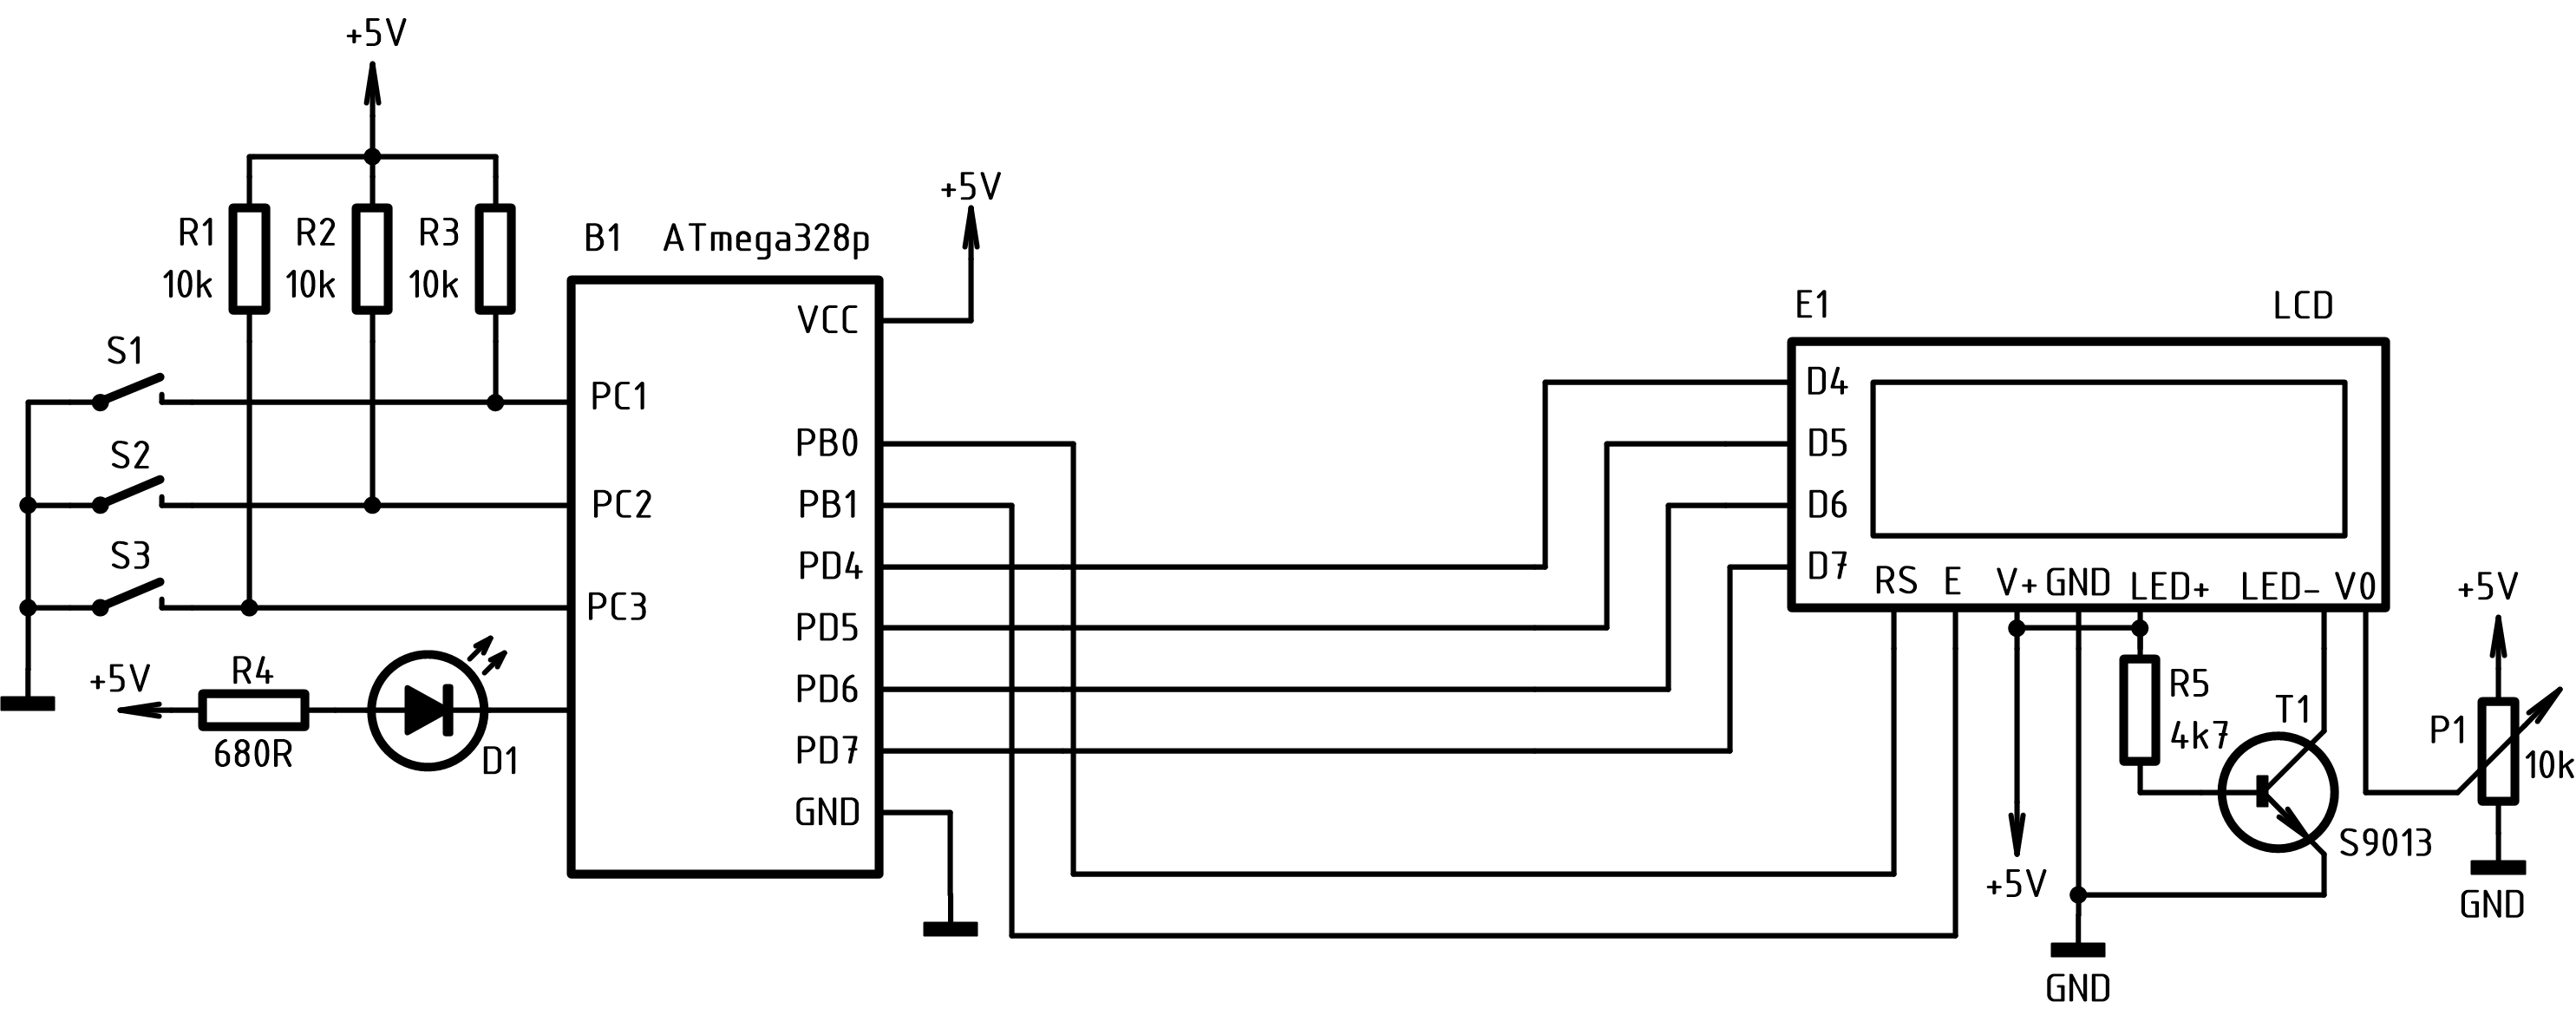 +5V
R1
10k
R2
10k
R3
10k
S1
S2
S3
+5V
R4
680R
D1
B1 ATmega328p
+5V
VCC
PC1
PC2
PC3
PB0
PB1
PD4
PD5
PD6
PD7
GND
E1 LCD
D4
D5
D6
D7
RS E V+ GND LED+ LED- V0
+5V
R5
4k7
T1
S9013
P1
10k
+5V
GND
GND